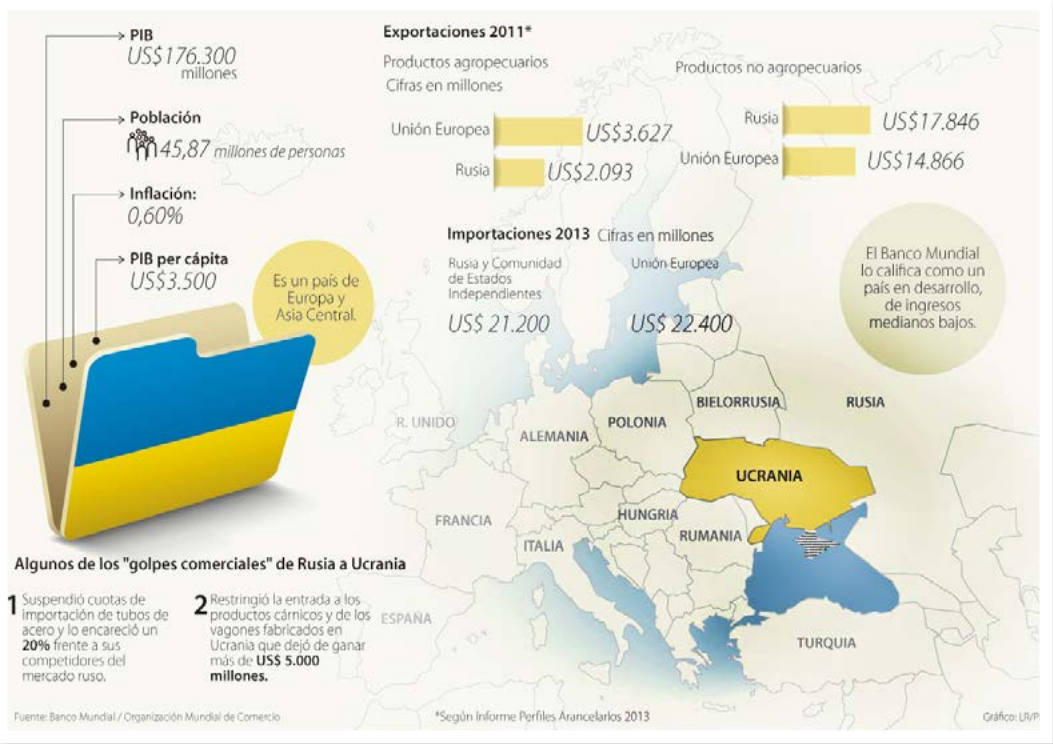 PIB
US$176.300
millones
Población
45,87 millones de personas
Inflación:
0,60%
PIB per cápita
US$3.500
Es un país de
Europa y
Asia Central.
Exportaciones 2011*
Productos agropecuarios
Cifras en millones
Unión Europea US$3.627
Rusia US$2.093
Productos no agropecuarios
Rusia US$17.846
Unión Europea US$14.866
Importaciones 2013 Cifras en millones
Rusia y Comunidad
de Estados
Independientes
US$ 21.200
Unión Europea
US$ 22.400
El Banco Mundial
lo califica como un
país en desarrollo,
de ingresos
medianos bajos.
R. UNIDO
ALEMANIA
POLONIA
BIELORRUSIA
RUSIA
UCRANIA
FRANCIA
HUNGRIA
ITALIA
RUMANIA
ESPAÑA
TURQUIA
Algunos de los "golpes comerciales" de Rusia a Ucrania
1 Suspendió cuotas de
importación de tubos de
acero y lo encareció un
20% frente a sus
competidores del
mercado ruso.
2 Restringió la entrada a los
productos cárnicos y de los
vagones fabricados en
Ucrania que dejó de ganar
más de US$ 5.000
millones.
Fuente: Banco Mundial / Organización Mundial de Comercio
*Según informe Perfiles Arancelarios 2013
Gráfico: LR/P